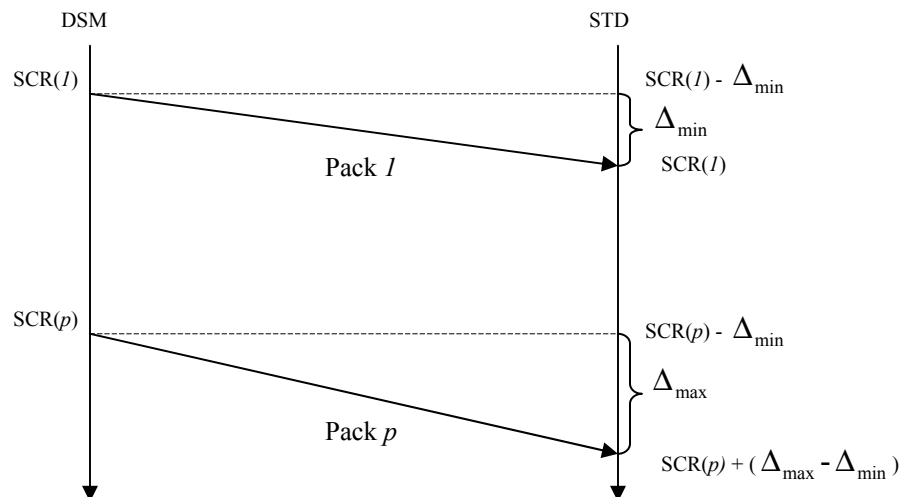 DSM STD
SCR(1) SCR(1) - Δmin
Δmin
Pack 1 SCR(1)
SCR(p) SCR(p) - Δmin
Δmax
Pack p
SCR(p) + ( Δmax - Δmin )